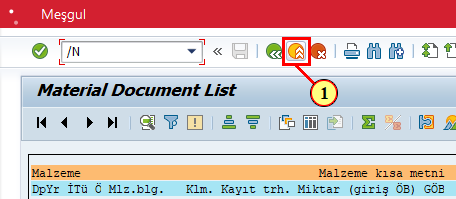 Meşgul
/N
1
Material Document List
Malzeme Malzeme kısa metni
DpYr İTü Ö Mlz.blg. Klm. Kayıt trh. Miktar (giriş ÖB) GÖB